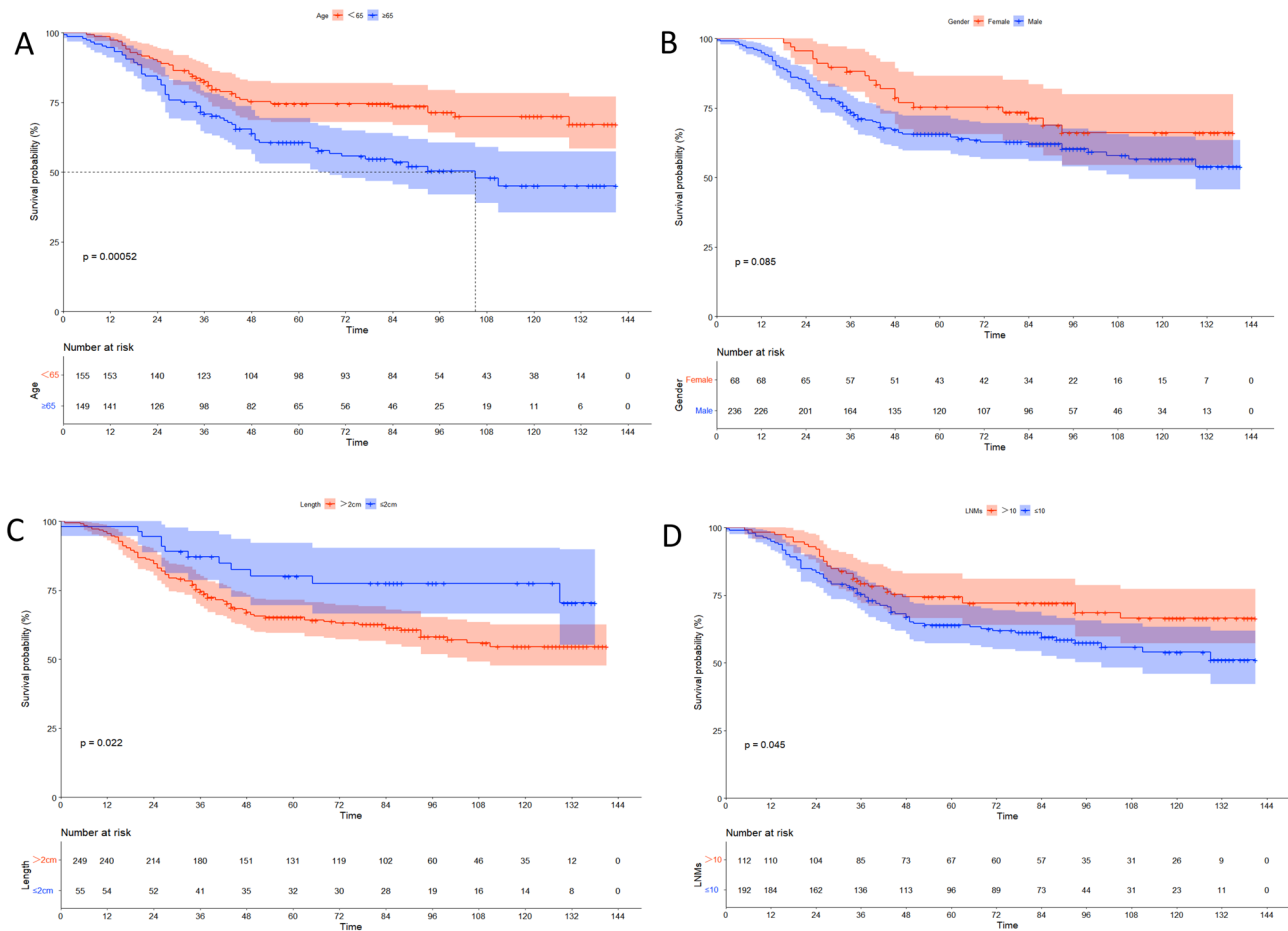 A
Age <65 ≥65
Survival probability (%)
100
75
50
25
0
p = 0.00052
0 12 24 36 48 60 72 84 96 108 120 132 144
Time
Number at risk
Age
<65 155 153 140 123 104 98 93 84 54 43 38 14 0
≥65 149 141 126 98 82 65 56 46 25 19 11 6 0
0 12 24 36 48 60 72 84 96 108 120 132 144
Time
B
Gender Female Male
Survival probability (%)
100
75
50
25
0
p = 0.085
0 12 24 36 48 60 72 84 96 108 120 132 144
Time
Number at risk
Gender
Female 68 68 65 57 51 43 42 34 22 16 15 7 0
Male 236 226 201 164 135 120 107 96 57 46 34 13 0
0 12 24 36 48 60 72 84 96 108 120 132 144
Time
C
Length >2cm ≤2cm
Survival probability (%)
100
75
50
25
0
p = 0.022
0 12 24 36 48 60 72 84 96 108 120 132 144
Time
Number at risk
Length
>2cm 249 240 214 180 151 131 119 102 60 46 35 12 0
≤2cm 55 54 52 41 35 32 30 28 19 16 14 8 0
0 12 24 36 48 60 72 84 96 108 120 132 144
Time
D
LNMs >10 ≤10
Survival probability (%)
100
75
50
25
0
p = 0.045
0 12 24 36 48 60 72 84 96 108 120 132 144
Time
Number at risk
LNMs
>10 112 110 104 85 73 67 60 57 35 31 26 9 0
≤10 192 184 162 136 113 96 89 73 44 31 23 11 0
0 12 24 36 48 60 72 84 96 108 120 132 144
Time